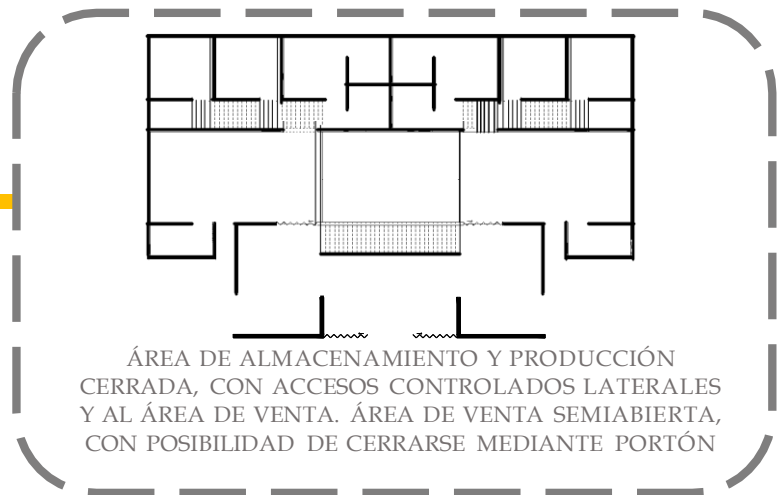 ÁREA DE ALMACENAMIENTO Y PRODUCCIÓN
CERRADA, CON ACCESOS CONTROLADOS LATERALES
Y AL ÁREA DE VENTA. ÁREA DE VENTA SEMIABIERTA,
CON POSIBILIDAD DE CERRARSE MEDIANTE PORTÓN